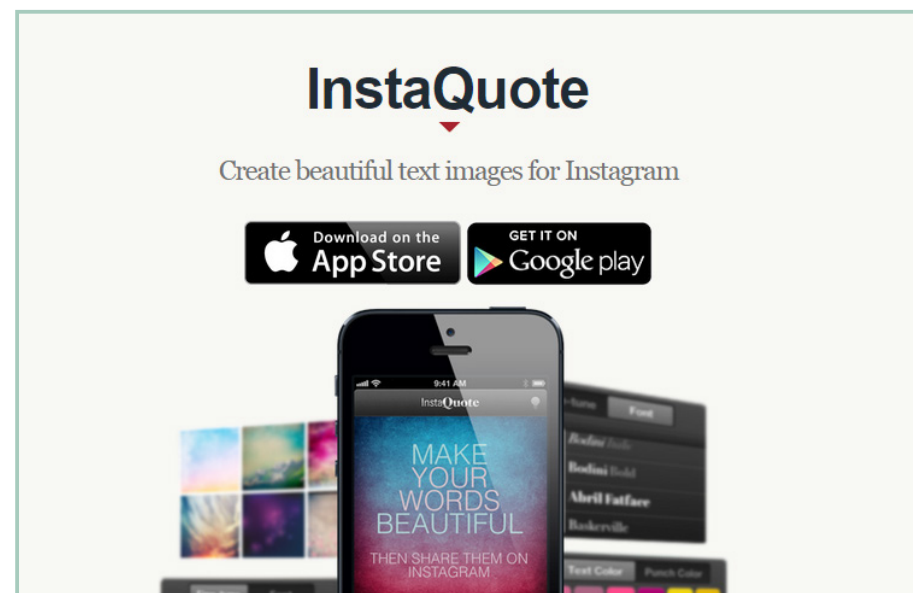 InstaQuote
Create beautiful text images for Instagram
Download on the
App Store
GET IT ON
Google play
9:41 AM
InstaQuote
MAKE
YOUR
WORDS
BEAUTIFUL
THEN SHARE THEM ON
INSTAGRAM
Font
Bodini Italic
Bodini Bold
Abril Fatface
Baskerville
Text Color
Punch Color